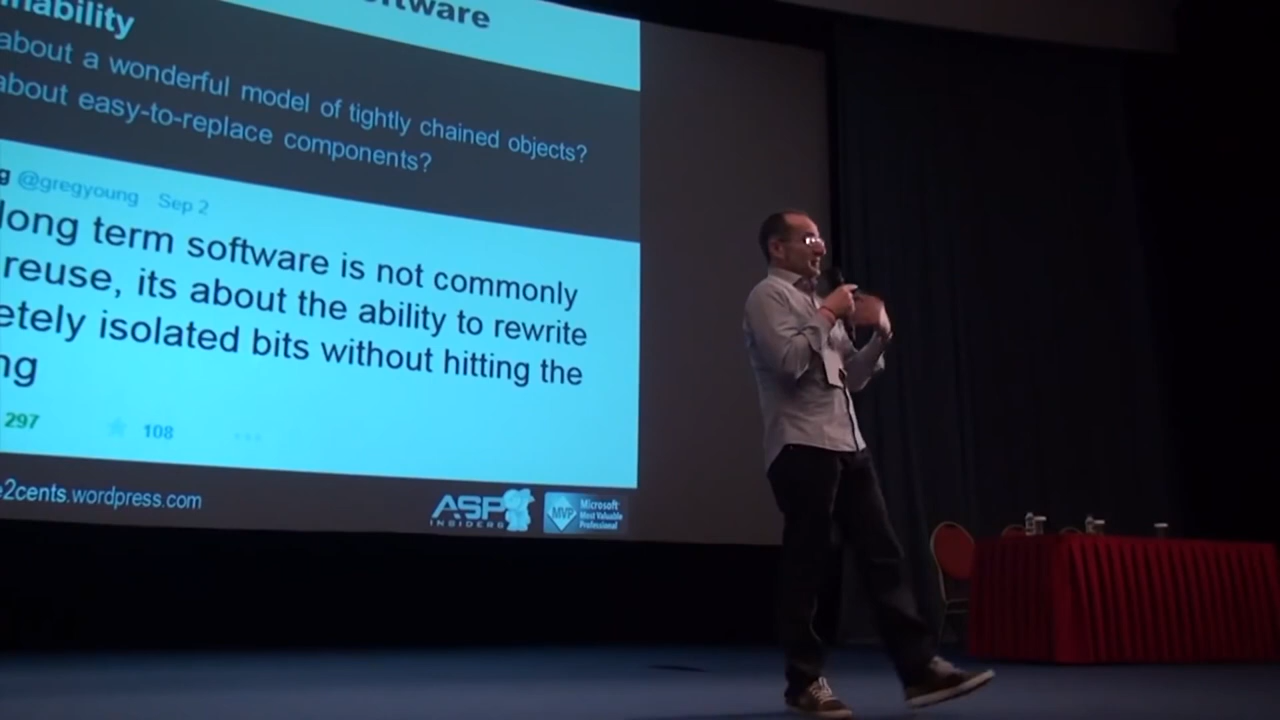 nability
ftware
about a wonderful model of tightly chained objects?
about easy-to-replace components?
g @gregyoung Sep 2
long term software is not commonly
reuse, its about the ability to rewrite
etely isolated bits without hitting the
ng
297 108 ...
e2cents.wordpress.com
ASP
INSIDERS
MVP
Microsoft
Most Valuable
Professional